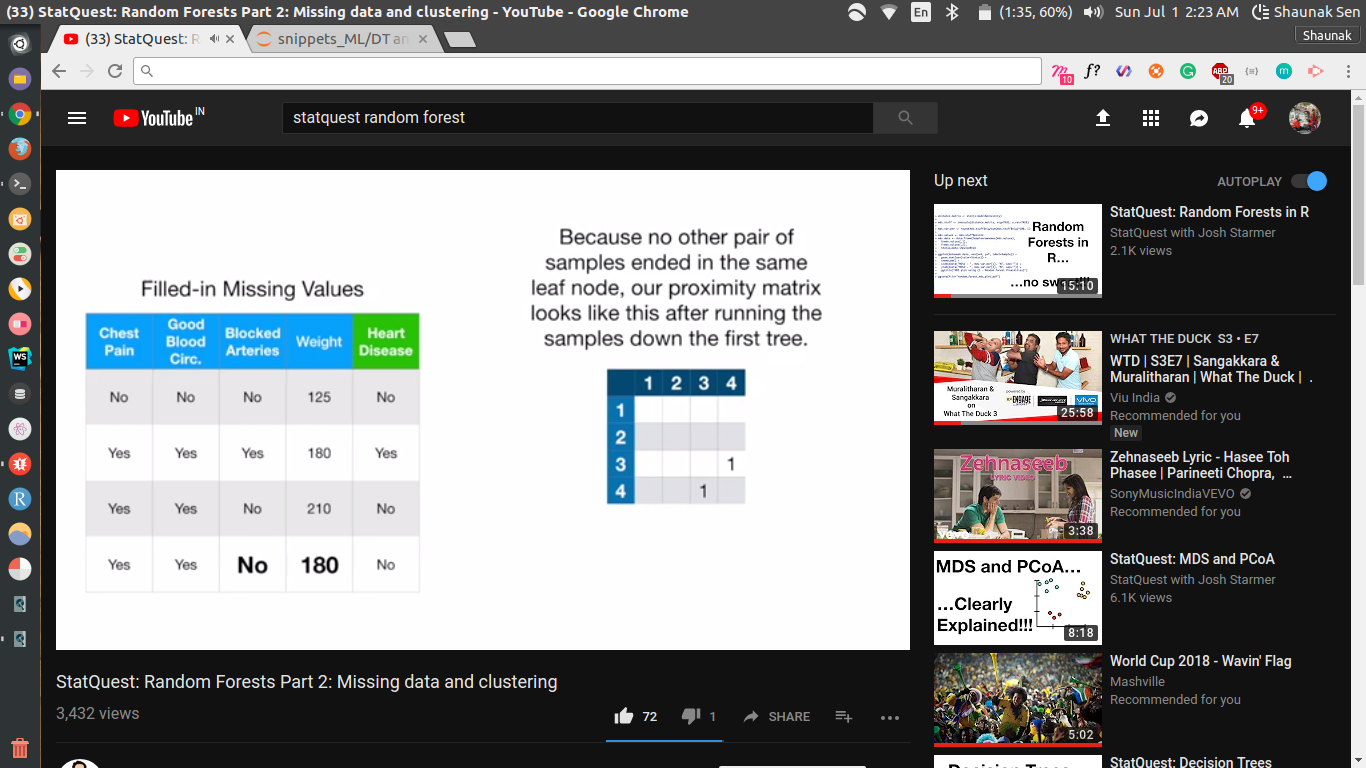 (33) StatQuest: Random Forests Part 2: Missing data and clustering - YouTube - Google Chrome
En
(1:35, 60%)
Sun Jul 1 2:23 AM
Shaunak Sen
(33) StatQuest: R
snippets_ML/DT an
Shaunak
10
f?
ABP
20
YouTube IN
statquest random forest
9+
Filled-in Missing Values
Chest Pain Good Blood Circ. Blocked Arteries Weight Heart Disease
No No No 125 No
Yes Yes Yes 180 Yes
Yes Yes No 210 No
Yes Yes No 180 No
Because no other pair of
samples ended in the same
leaf node, our proximity matrix
looks like this after running the
samples down the first tree.
1 2 3 4
1
2
3 1
4 1
StatQuest: Random Forests Part 2: Missing data and clustering
3,432 views
72
1
SHARE
Up next
AUTOPLAY
Random
Forests in
R...
...no sw
15:10
StatQuest: Random Forests in R
StatQuest with Josh Starmer
2.1K views
Muralitharan &
Sangakkara
on
What The Duck 3
ENGAGE
VIVO
25:58
WHAT THE DUCK S3 • E7
WTD | S3E7 | Sangakkara &
Muralitharan | What The Duck | .
Viu India
Recommended for you
New
Zehnaseeb
LYRIC VIDEO
vevo
3:38
Zehnaseeb Lyric - Hasee Toh
Phasee | Parineeti Chopra, ...
SonyMusicIndiaVEVO
Recommended for you
MDS and PCoA...
...Clearly
Explained!!!
8:18
StatQuest: MDS and PCoA
StatQuest with Josh Starmer
6.1K views
5:02
World Cup 2018 - Wavin' Flag
Mashville
Recommended for you
StatQuest: Decision Trees
WS
R